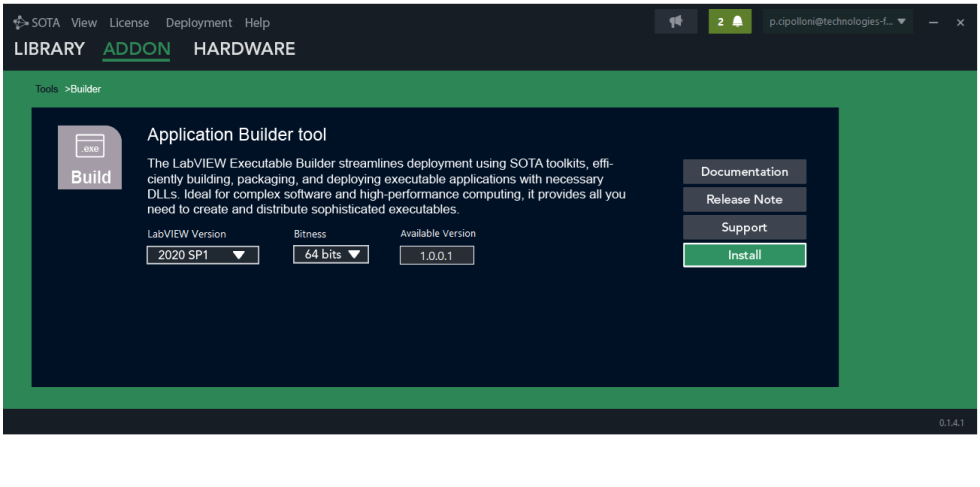 SOTA View License Deployment Help 2 p.cipolloni@technologies-f...
LIBRARY ADDON HARDWARE
Tools >Builder
.exe
Build
Application Builder tool
The LabVIEW Executable Builder streamlines deployment using SOTA toolkits, effi-
ciently building, packaging, and deploying executable applications with necessary
DLLs. Ideal for complex software and high-performance computing, it provides all you
need to create and distribute sophisticated executables.
LabVIEW Version Bitness Available Version
2020 SP1 64 bits 1.0.0.1
Documentation
Release Note
Support
Install
0.1.4.1